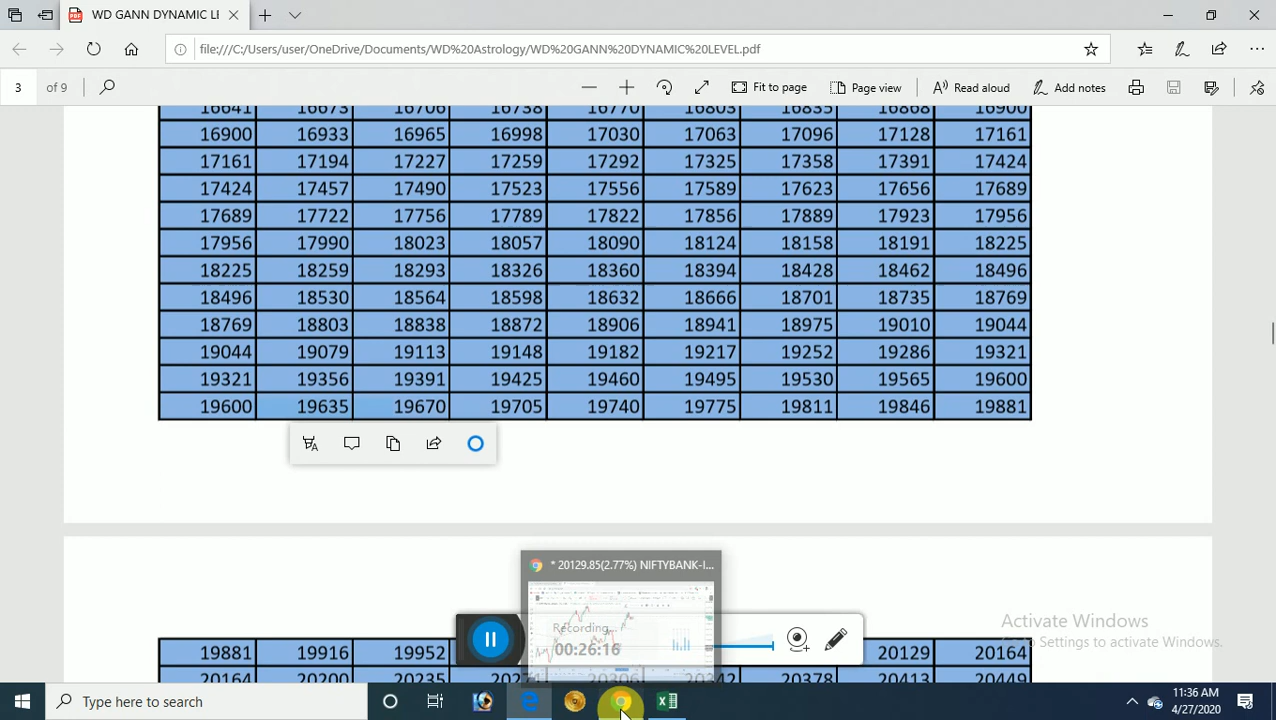 WD GANN DYNAMIC LE
file:///C:/Users/user/OneDrive/Documents/WD%20Astrology/WD%20GANN%20DYNAMIC%20LEVEL.pdf
3 of 9 Fit to page Page view Read aloud Add notes
16641 16673 16706 16738 16770 16803 16835 16868 16900
16900 16933 16965 16998 17030 17063 17096 17128 17161
17161 17194 17227 17259 17292 17325 17358 17391 17424
17424 17457 17490 17523 17556 17589 17623 17656 17689
17689 17722 17756 17789 17822 17856 17889 17923 17956
17956 17990 18023 18057 18090 18124 18158 18191 18225
18225 18259 18293 18326 18360 18394 18428 18462 18496
18496 18530 18564 18598 18632 18666 18701 18735 18769
18769 18803 18838 18872 18906 18941 18975 19010 19044
19044 19079 19113 19148 19182 19217 19252 19286 19321
19321 19356 19391 19425 19460 19495 19530 19565 19600
19600 19635 19670 19705 19740 19775 19811 19846 19881
* 20129.85(2.77%) NIFTYBANK-I...
Recording...
00:26:16
Activate Windows
Go to Settings to activate Windows.
19881 19916 19952 20129 20164
20164 20200 20235 20271 20306 20342 20378 20413 20449
Type here to search
11:36 AM
4/27/2020